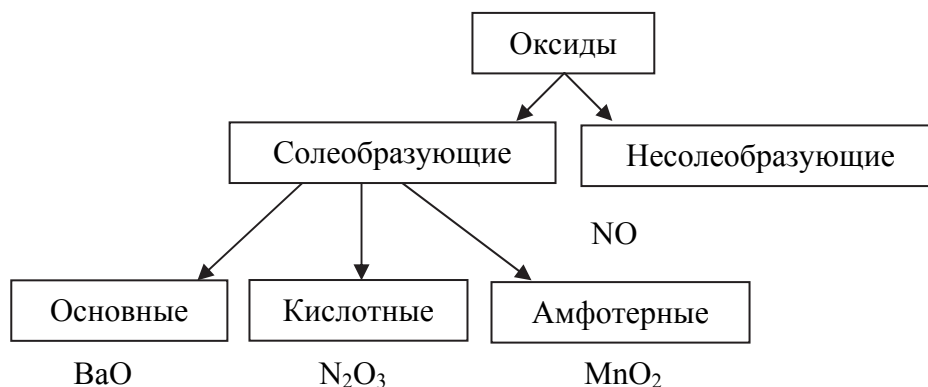 Оксиды
Солеобразующие Несолеобразующие
NO
Основные Кислотные Амфотерные
BaO N₂O₃ MnO₂